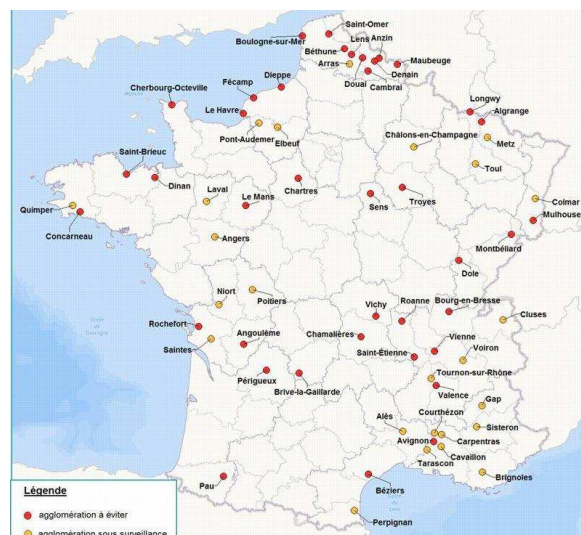 Saint-Omer
Boulogne-sur-Mer
Lens
Anzin
Béthune
Maubeuge
Arras
Denain
Douai
Cambrai
Dieppe
Cherbourg-Octeville
Fécamp
Longwy
Algrange
Le Havre
Châlons-en-Champagne
Metz
Pont-Audemer
Elbeuf
Toul
Saint-Brieuc
Chartres
Dinan
Laval
Le Mans
Sens
Troyes
Colmar
Quimper
Mulhouse
Concarneau
Angers
Montbéliard
Dole
Niort
Poitiers
Vichy
Roanne
Bourg-en-Bresse
Cluses
Rochefort
Angoulême
Chamalières
Vienne
Saintes
Saint-Étienne
Voron
Tournon-sur-Rhône
Périgueux
Brive-la-Gaillarde
Valence
Gap
Courthézon
Alès
Sisteron
Avignon
Carpentras
Cavaillon
Tarascon
Brignoles
Pau
Béziers
Perpignan
Légende
agglomération à éviter
agglomération sous surveillance